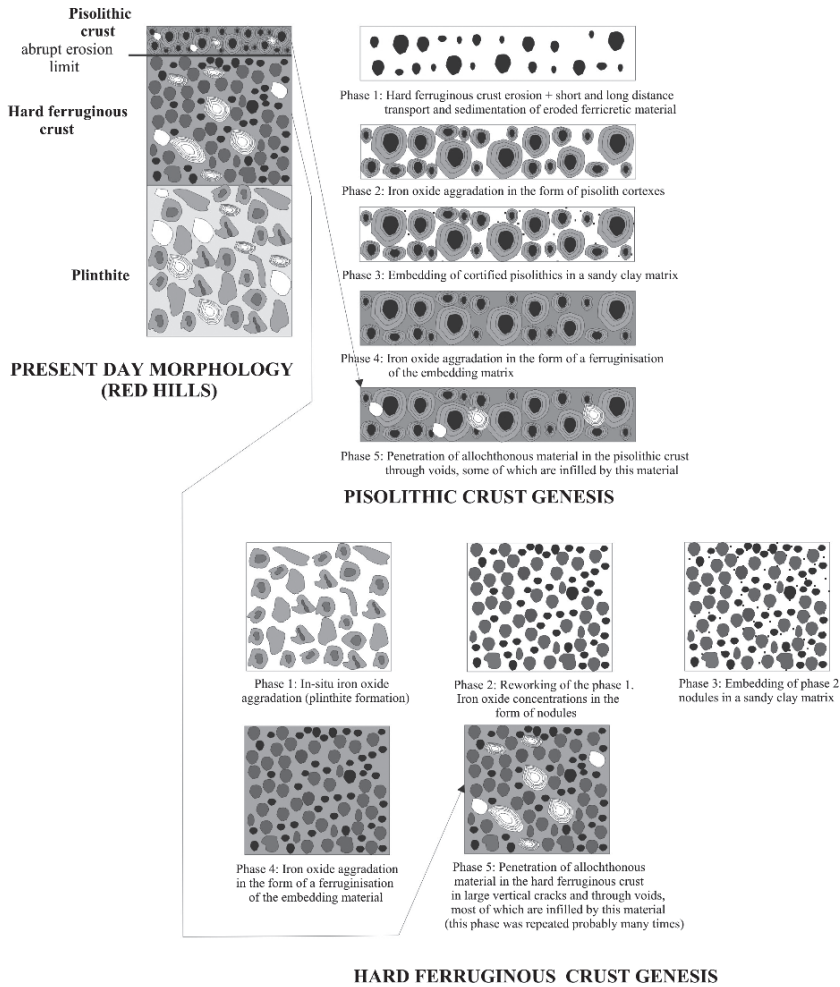 Pisolithic
crust
abrupt erosion
limit
Hard ferruginous
crust
Plinthite
PRESENT DAY MORPHOLOGY
(RED HILLS)
Phase 1: Hard ferruginous crust erosion + short and long distance
transport and sedimentation of eroded ferricretic material
Phase 2: Iron oxide aggradation in the form of pisolith cortexes
Phase 3: Embedding of cortified pisolithics in a sandy clay matrix
Phase 4: Iron oxide aggradation in the form of a ferruginisation
of the embedding matrix
Phase 5: Penetration of allochthonous material in the pisolithic crust
through voids, some of which are infilled by this material
PISOLITHIC CRUST GENESIS
Phase 1: In-situ iron oxide
aggradation (plinthite formation)
Phase 2: Reworking of the phase 1.
Iron oxide concentrations in the
form of nodules
Phase 3: Embedding of phase 2
nodules in a sandy clay matrix
Phase 4: Iron oxide aggradation
in the form of a ferruginisation
of the embedding material
Phase 5: Penetration of allochthonous
material in the hard ferruginous crust
in large vertical cracks and through voids,
most of which are infilled by this material
(this phase was repeated probably many times)
HARD FERRUGINOUS CRUST GENESIS